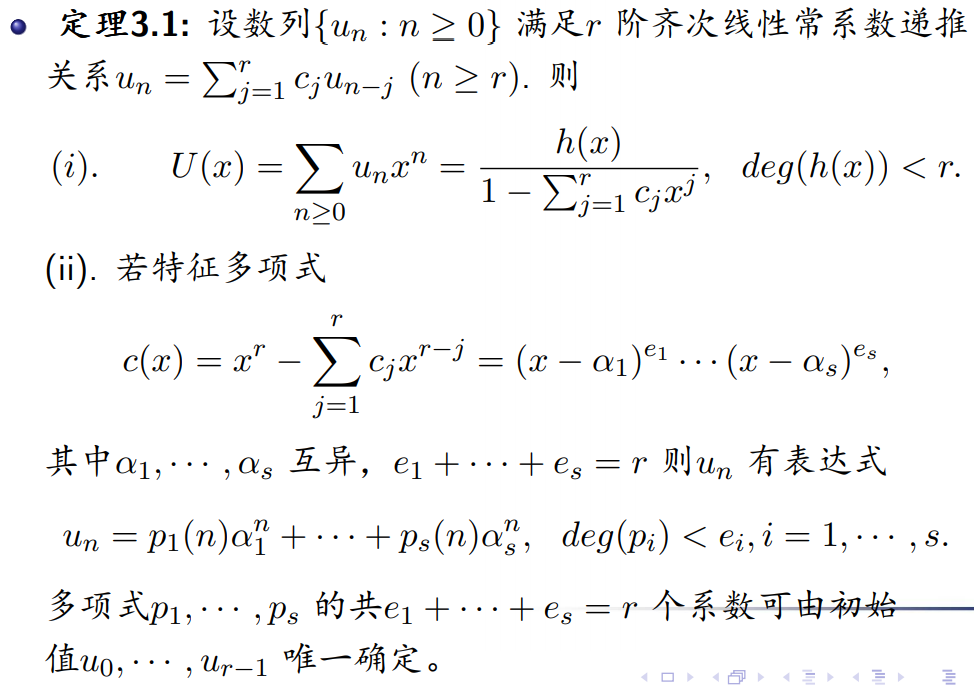 定理3.1: 设数列{u_n : n ≥ 0} 满足r 阶齐次线性常系数递推
关系u_n = ∑_{j=1}^{r} c_j u_{n−j} (n ≥ r). 则
(i). U(x) = ∑_{n≥0} u_n x^n = h(x) / (1 − ∑_{j=1}^{r} c_j x^j), deg(h(x)) < r.
(ii). 若特征多项式
c(x) = x^r − ∑_{j=1}^{r} c_j x^{r−j} = (x − α_1)^{e_1} ⋯ (x − α_s)^{e_s},
其中α_1, ⋯ , α_s 互异，e_1 + ⋯ + e_s = r 则u_n 有表达式
u_n = p_1(n)α_1^n + ⋯ + p_s(n)α_s^n, deg(p_i) < e_i, i = 1, ⋯ , s.
多项式p_1, ⋯ , p_s 的共e_1 + ⋯ + e_s = r 个系数可由初始
值u_0, ⋯ , u_{r−1} 唯一确定。